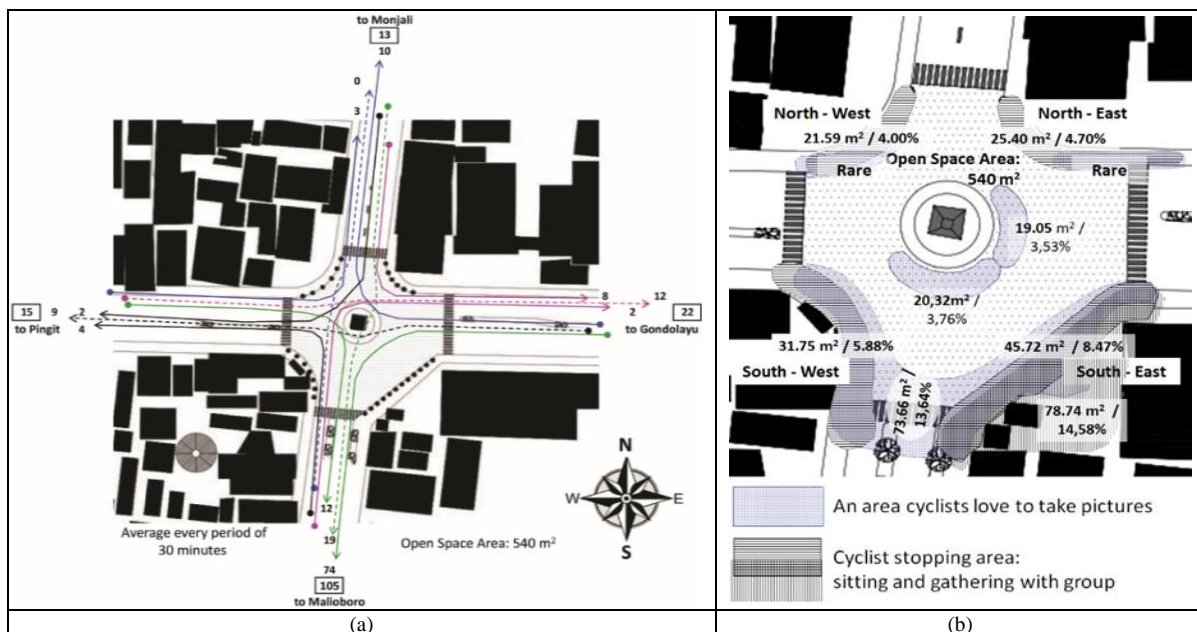 to Monjali
13
10
0
3
15 9 2
to Pingit 4
8 12
2 22
to Gondolayu
12
19
74
105
to Malioboro
Average every period of
30 minutes
Open Space Area: 540 m²
N
W E
S
(a)
North - West
21.59 m² / 4.00%
Rare
North - East
25.40 m² / 4.70%
Rare
Open Space Area:
540 m²
19.05 m² /
3,53%
20,32m² /
3,76%
31.75 m² / 5.88%
South - West
45.72 m² / 8.47%
South - East
73.66 m² /
13,64%
78.74 m² /
14,58%
An area cyclists love to take pictures
Cyclist stopping area:
sitting and gathering with group
(b)